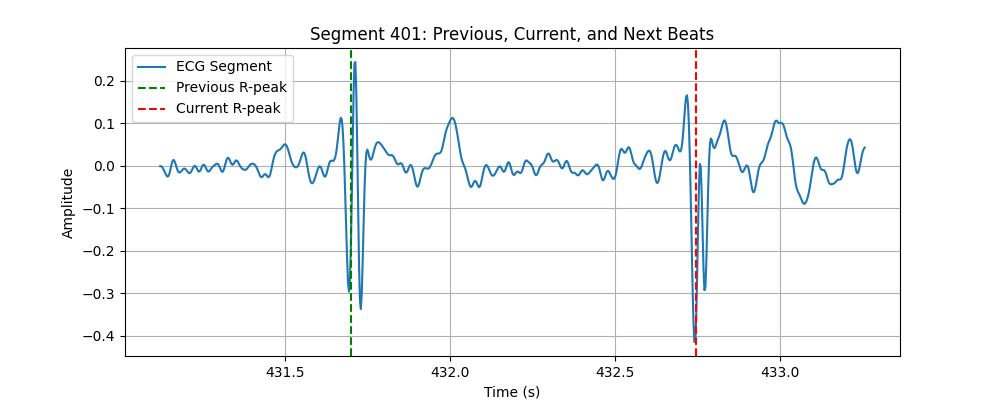 Segment 401: Previous, Current, and Next Beats
ECG Segment
Previous R-peak
Current R-peak
0.2
0.1
0.0
−0.1
−0.2
−0.3
−0.4
Amplitude
431.5 432.0 432.5 433.0
Time (s)